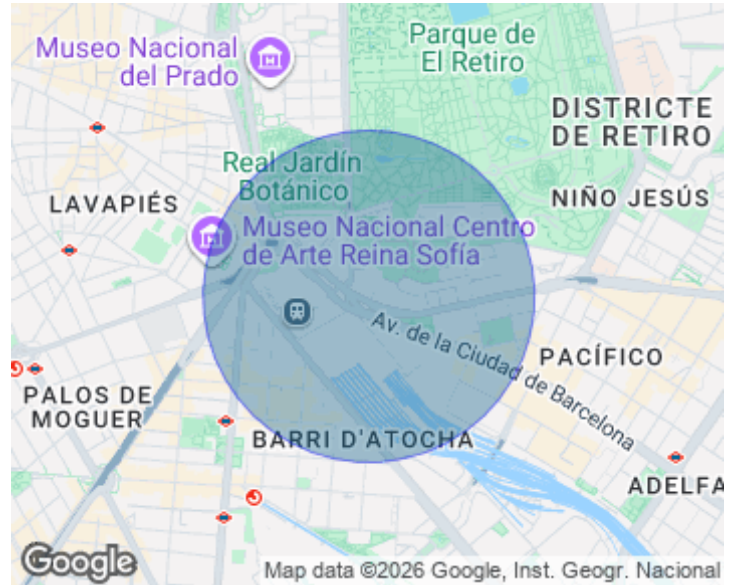 Museo Nacional
del Prado
Parque de
El Retiro
DISTRICTE
DE RETIRO
Real Jardín
Botánico
LAVAPIÉS
NIÑO JESÚS
Museo Nacional Centro
de Arte Reina Sofía
Av. de la Ciudad de Barcelona
PACÍFICO
PALOS DE
MOGUER
BARRI D'ATOCHA
ADELFA
Google
Map data ©2026 Google, Inst. Geogr. Nacional